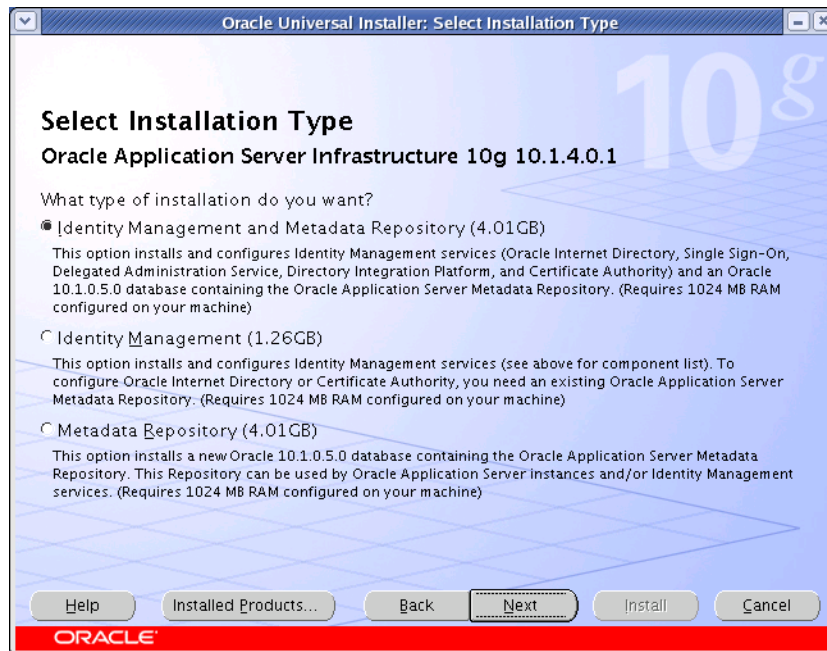 Oracle Universal Installer: Select Installation Type
10g
Select Installation Type
Oracle Application Server Infrastructure 10g 10.1.4.0.1
What type of installation do you want?
Identity Management and Metadata Repository (4.01GB)
This option installs and configures Identity Management services (Oracle Internet Directory, Single Sign-On,
Delegated Administration Service, Directory Integration Platform, and Certificate Authority) and an Oracle
10.1.0.5.0 database containing the Oracle Application Server Metadata Repository. (Requires 1024 MB RAM
configured on your machine)
Identity Management (1.26GB)
This option installs and configures Identity Management services (see above for component list). To
configure Oracle Internet Directory or Certificate Authority, you need an existing Oracle Application Server
Metadata Repository. (Requires 1024 MB RAM configured on your machine)
Metadata Repository (4.01GB)
This option installs a new Oracle 10.1.0.5.0 database containing the Oracle Application Server Metadata
Repository. This Repository can be used by Oracle Application Server instances and/or Identity Management
services. (Requires 1024 MB RAM configured on your machine)
Help Installed Products... Back Next Install Cancel
ORACLE